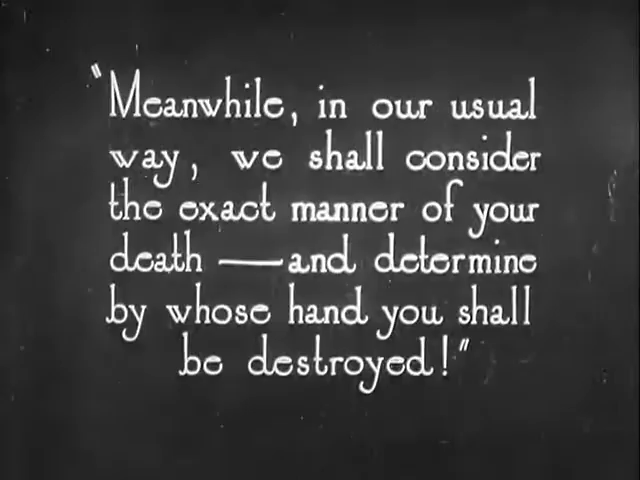 "Meanwhile, in our usual
way, we shall consider
the exact manner of your
death — and determine
by whose hand you shall
be destroyed!"